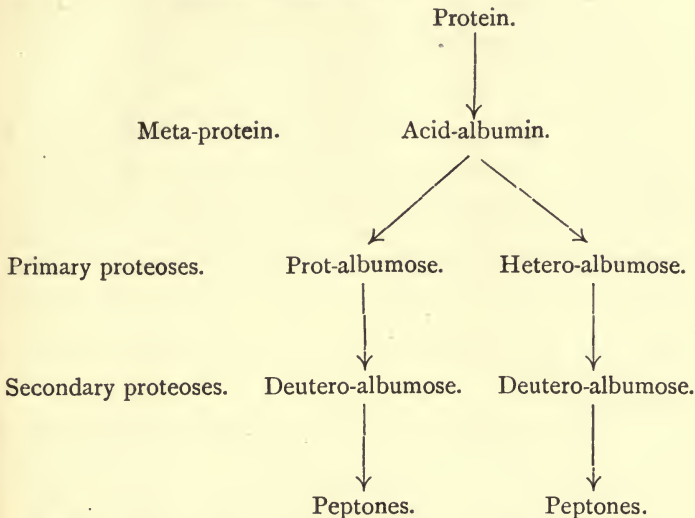 Protein.
Meta-protein. Acid-albumin.
Primary proteoses. Prot-albumose. Hetero-albumose.
Secondary proteoses. Deutero-albumose. Deutero-albumose.
Peptones. Peptones.